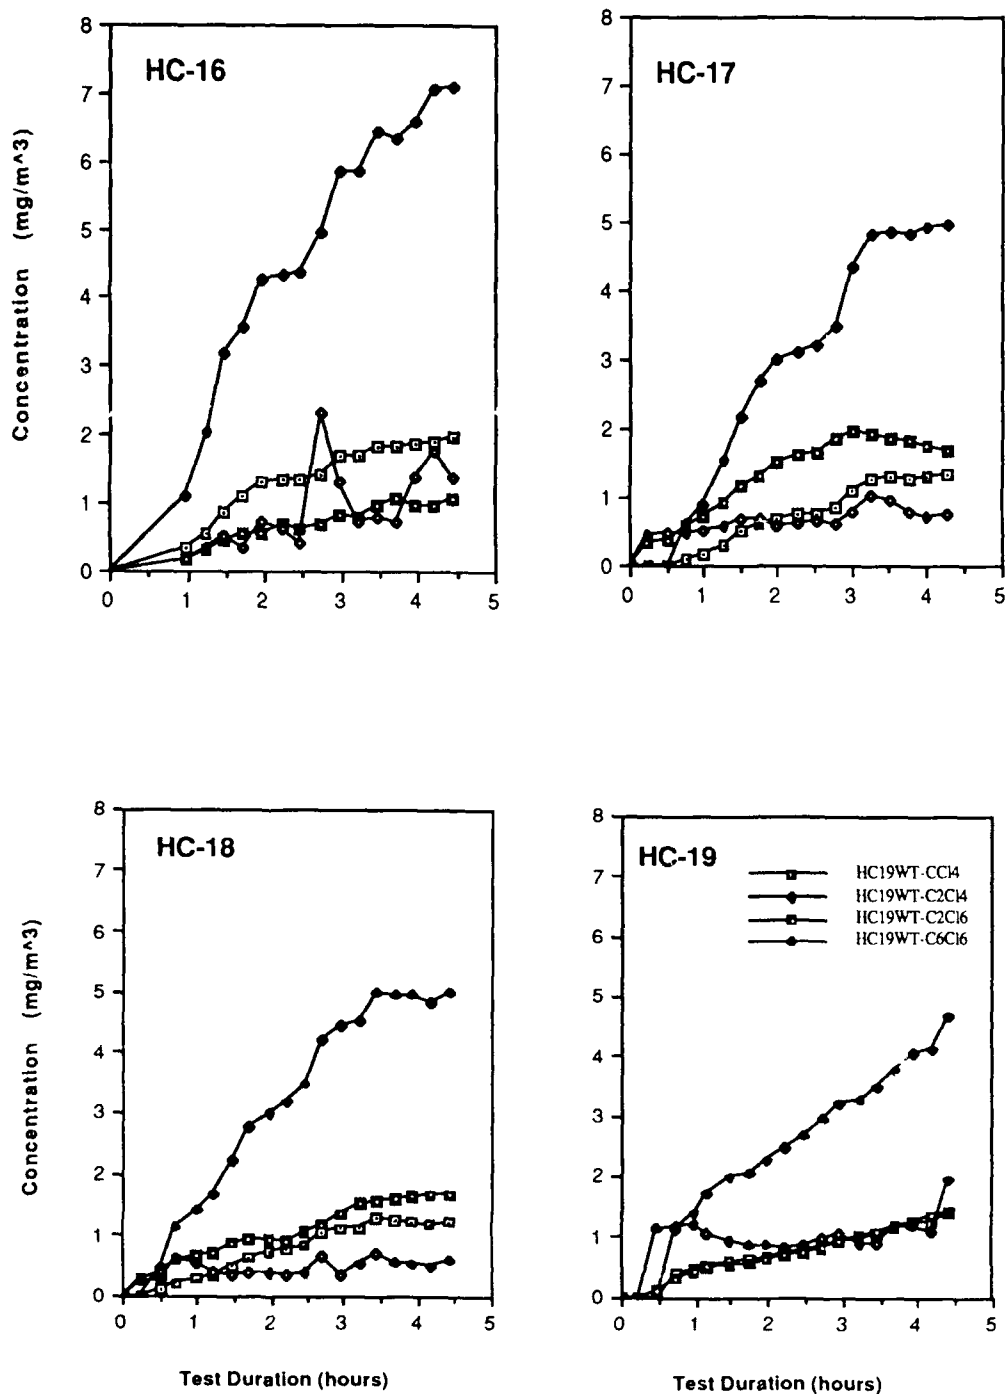 HC-16
8
7
6
5
4
3
2
1
0
0 1 2 3 4 5
Concentration (mg/m^3)
HC-17
8
7
6
5
4
3
2
1
0
0 1 2 3 4 5
HC-18
8
7
6
5
4
3
2
1
0
0 1 2 3 4 5
Concentration (mg/m^3)
Test Duration (hours)
HC-19
HC19WT-CCl4
HC19WT-C2Cl4
HC19WT-C2Cl6
HC19WT-C6Cl6
8
7
6
5
4
3
2
1
0
0 1 2 3 4 5
Test Duration (hours)